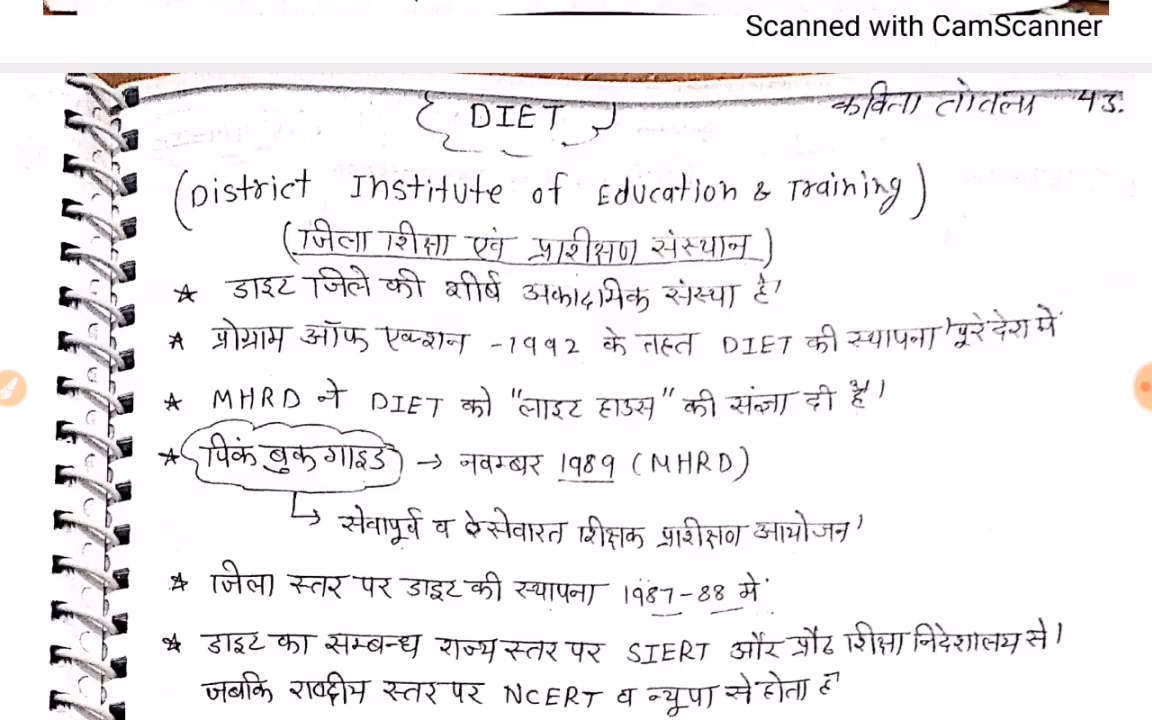 Scanned with CamScanner
कविता तोतला 43.
DIET
(District Institute of Education & Training)
(जिला शिक्षा एवं प्रशिक्षण संस्थान)
★ डाइट जिले की शीर्ष अकादमिक संस्था है।
★ प्रोग्राम ऑफ एक्शन -1992 के तहत DIET की स्थापना पूरे देश में
★ MHRD ने DIET को "लाइट हाउस" की संज्ञा दी है।
★ पिंक बुक गाइड → नवम्बर 1989 (MHRD)
↳ सेवापूर्व व सेवारत शिक्षक प्रशिक्षण आयोजन।
★ जिला स्तर पर डाइट की स्थापना 1987-88 में
★ डाइट का सम्बन्ध राज्य स्तर पर SIERT और प्रौढ शिक्षा निदेशालय से।
जबकि राष्ट्रीय स्तर पर NCERT व न्यूपा से होता है